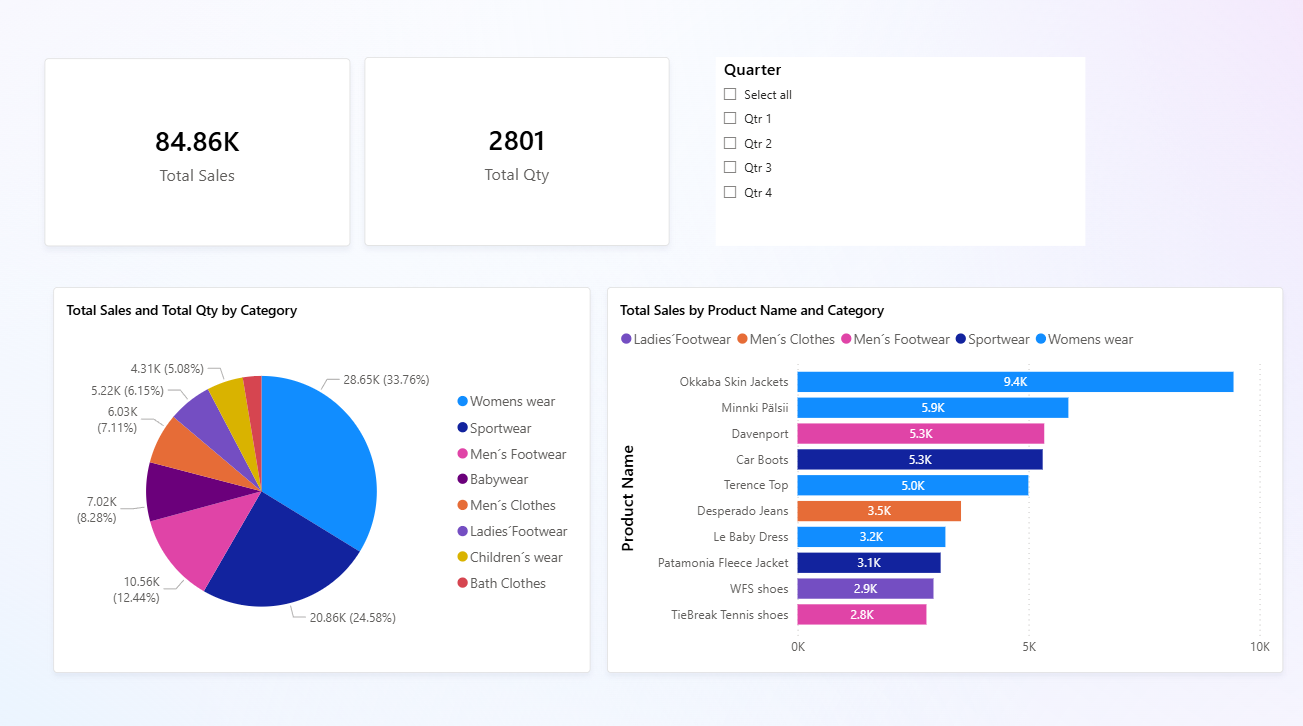 84.86K
Total Sales
2801
Total Qty
Quarter
Select all
Qtr 1
Qtr 2
Qtr 3
Qtr 4
Total Sales and Total Qty by Category
28.65K (33.76%)
20.86K (24.58%)
10.56K
(12.44%)
7.02K
(8.28%)
6.03K
(7.11%)
5.22K (6.15%)
4.31K (5.08%)
Womens wear
Sportwear
Men´s Footwear
Babywear
Men´s Clothes
Ladies´Footwear
Children´s wear
Bath Clothes
Total Sales by Product Name and Category
Ladies´Footwear Men´s Clothes Men´s Footwear Sportwear Womens wear
Product Name
Okkaba Skin Jackets 9.4K
Minnki Pälsii 5.9K
Davenport 5.3K
Car Boots 5.3K
Terence Top 5.0K
Desperado Jeans 3.5K
Le Baby Dress 3.2K
Patamonia Fleece Jacket 3.1K
WFS shoes 2.9K
TieBreak Tennis shoes 2.8K
0K 5K 10K